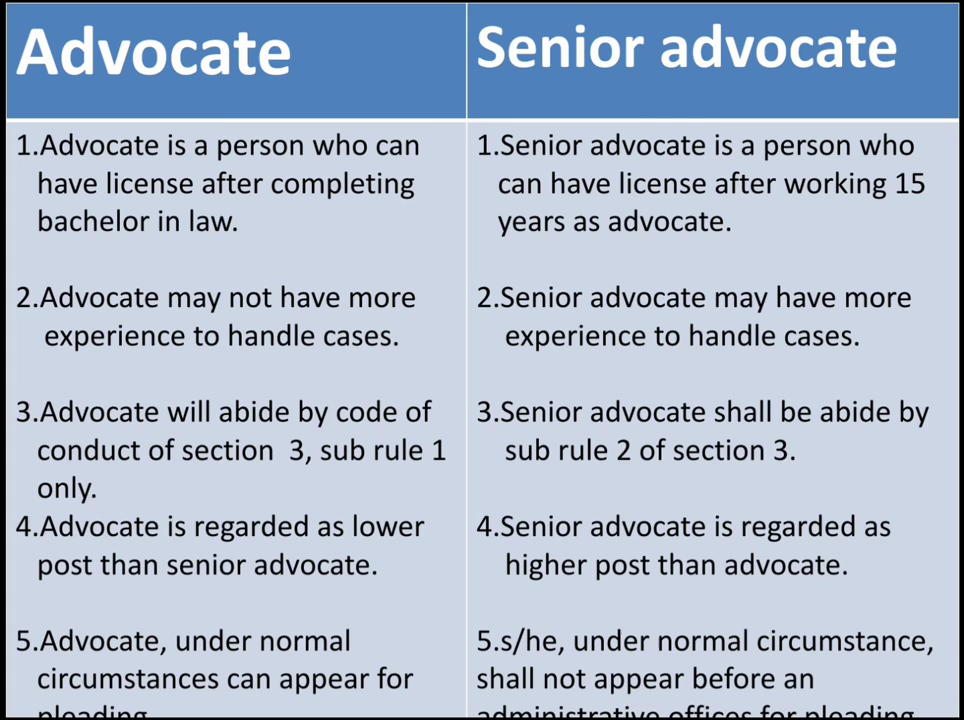 Advocate
1.Advocate is a person who can
have license after completing
bachelor in law.
2.Advocate may not have more
experience to handle cases.
3.Advocate will abide by code of
conduct of section 3, sub rule 1
only.
4.Advocate is regarded as lower
post than senior advocate.
5.Advocate, under normal
circumstances can appear for
pleading
Senior advocate
1.Senior advocate is a person who
can have license after working 15
years as advocate.
2.Senior advocate may have more
experience to handle cases.
3.Senior advocate shall be abide by
sub rule 2 of section 3.
4.Senior advocate is regarded as
higher post than advocate.
5.s/he, under normal circumstance,
shall not appear before an
administrative offices for pleading